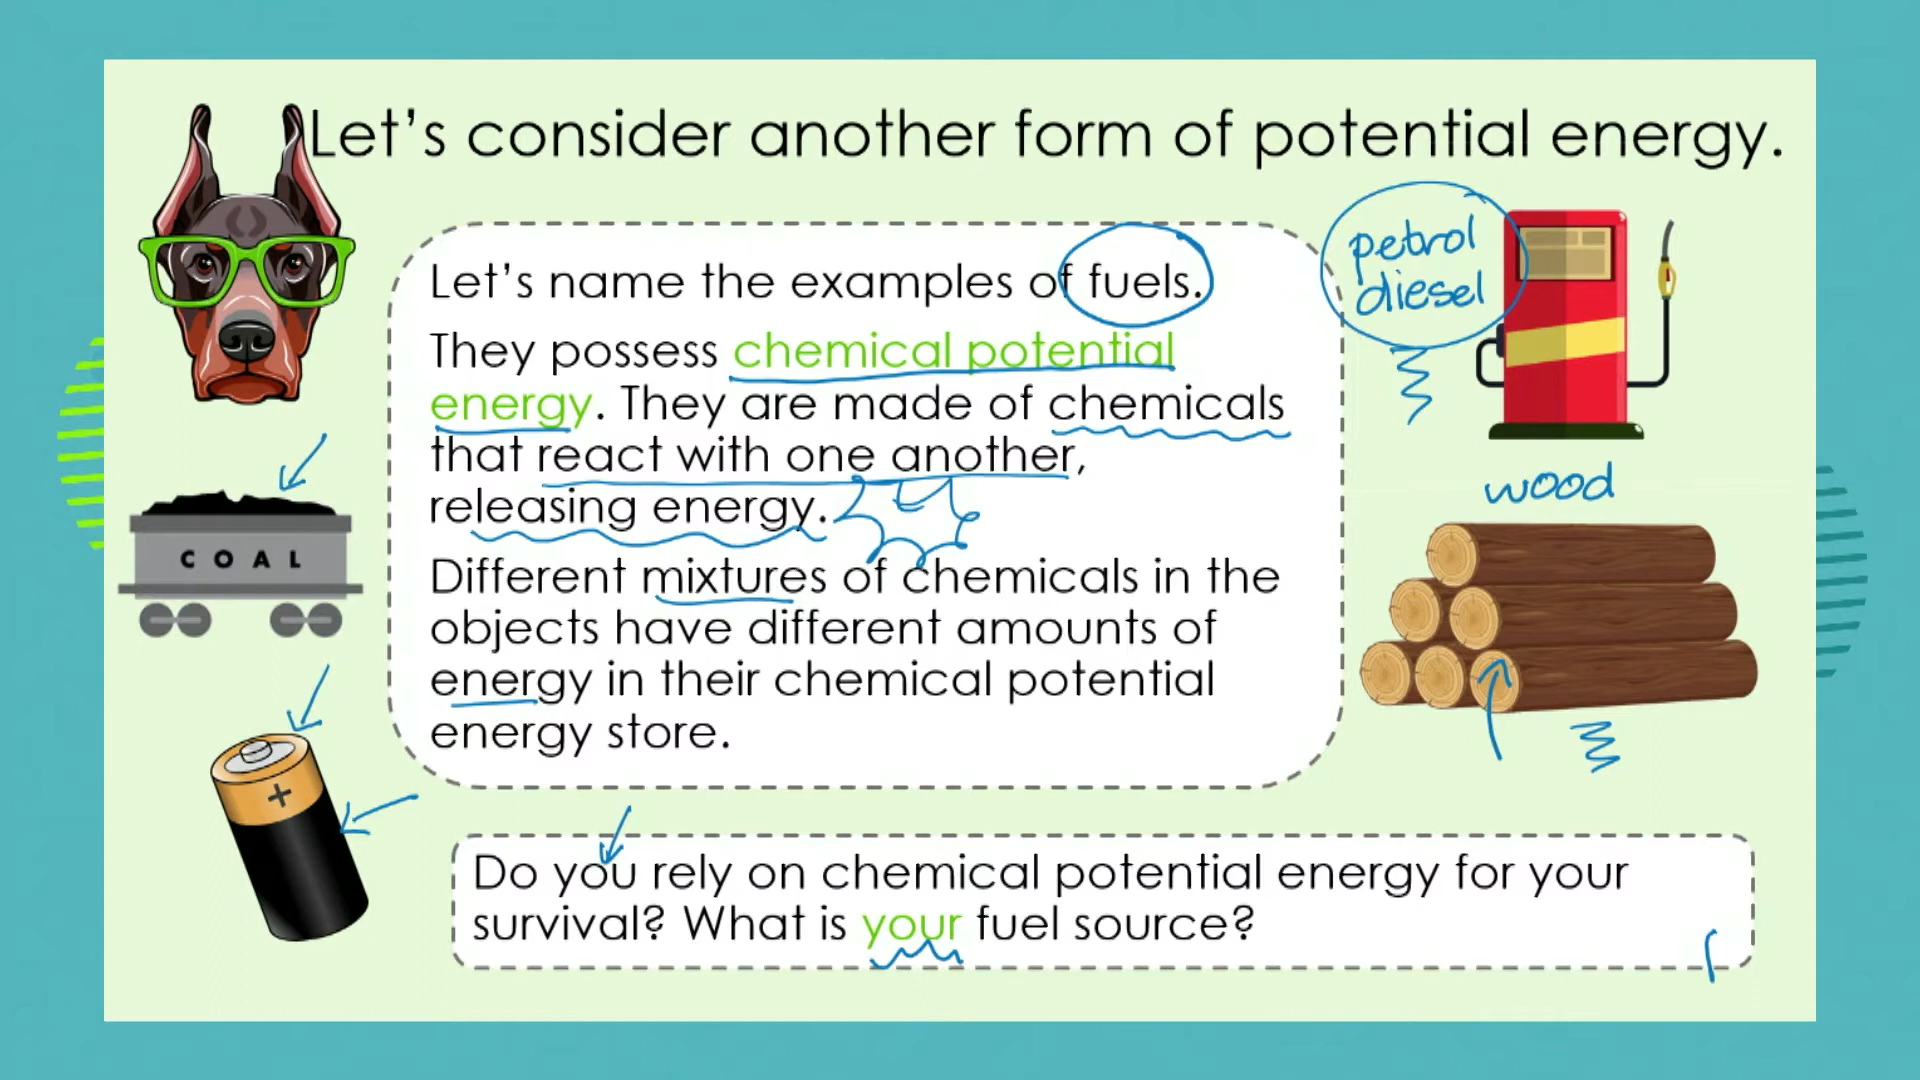 Let's consider another form of potential energy.
Let's name the examples of fuels.
They possess chemical potential
energy. They are made of chemicals
that react with one another,
releasing energy.
Different mixtures of chemicals in the
objects have different amounts of
energy in their chemical potential
energy store.
petrol
diesel
wood
COAL
+
Do you rely on chemical potential energy for your
survival? What is your fuel source?